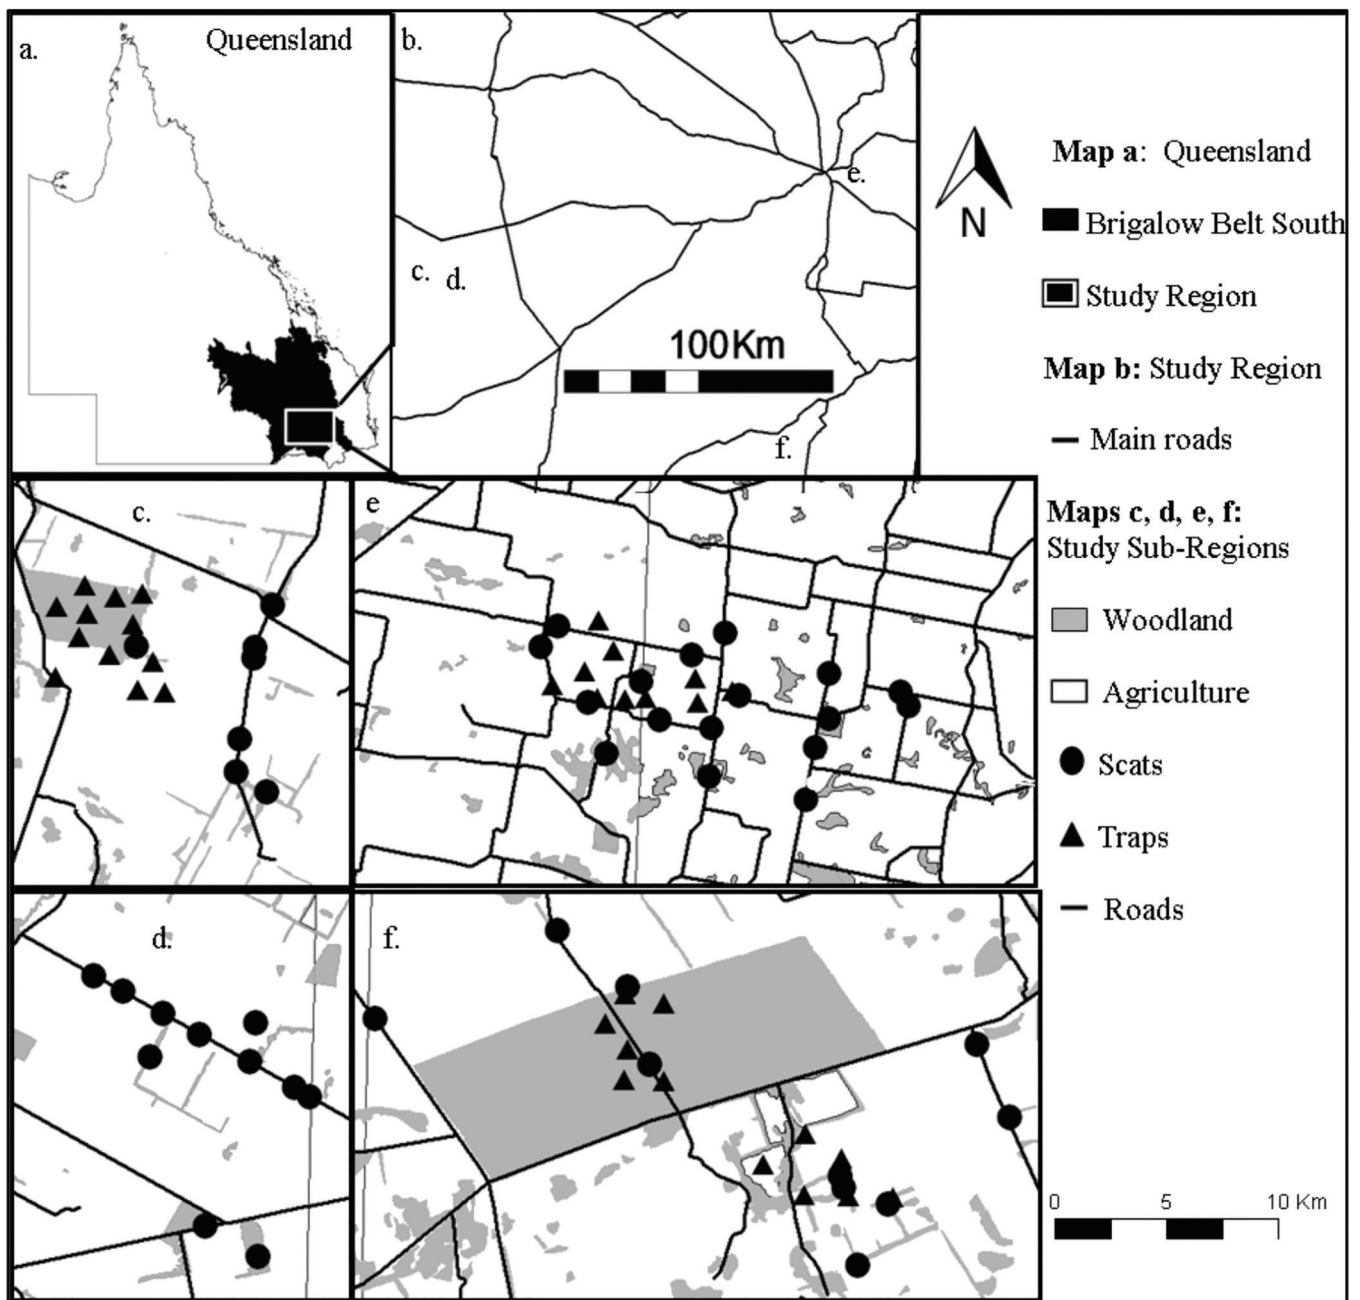 a.
Queensland
b.
e.
c.
d.
100Km
f.
N
Map a: Queensland
Brigalow Belt South
Study Region
Map b: Study Region
Main roads
Maps c, d, e, f:
Study Sub-Regions
Woodland
Agriculture
Scats
Traps
Roads
c.
e
d.
f.
0 5 10 Km